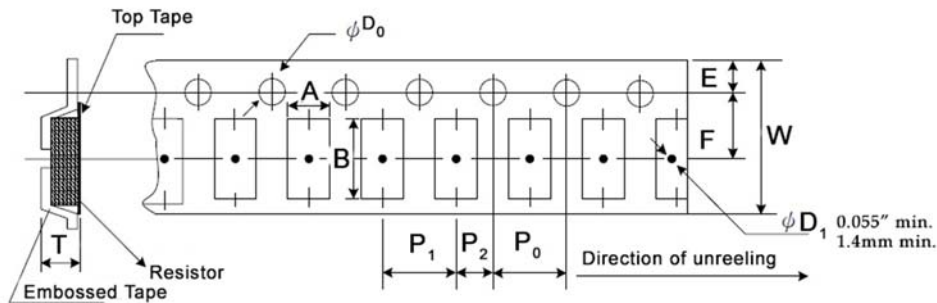 Top Tape
ϕD₀
A
E
F
W
B
ϕD₁ 0.055" min.
1.4mm min.
T
P₁
P₂
P₀
Direction of unreeling
Resistor
Embossed Tape